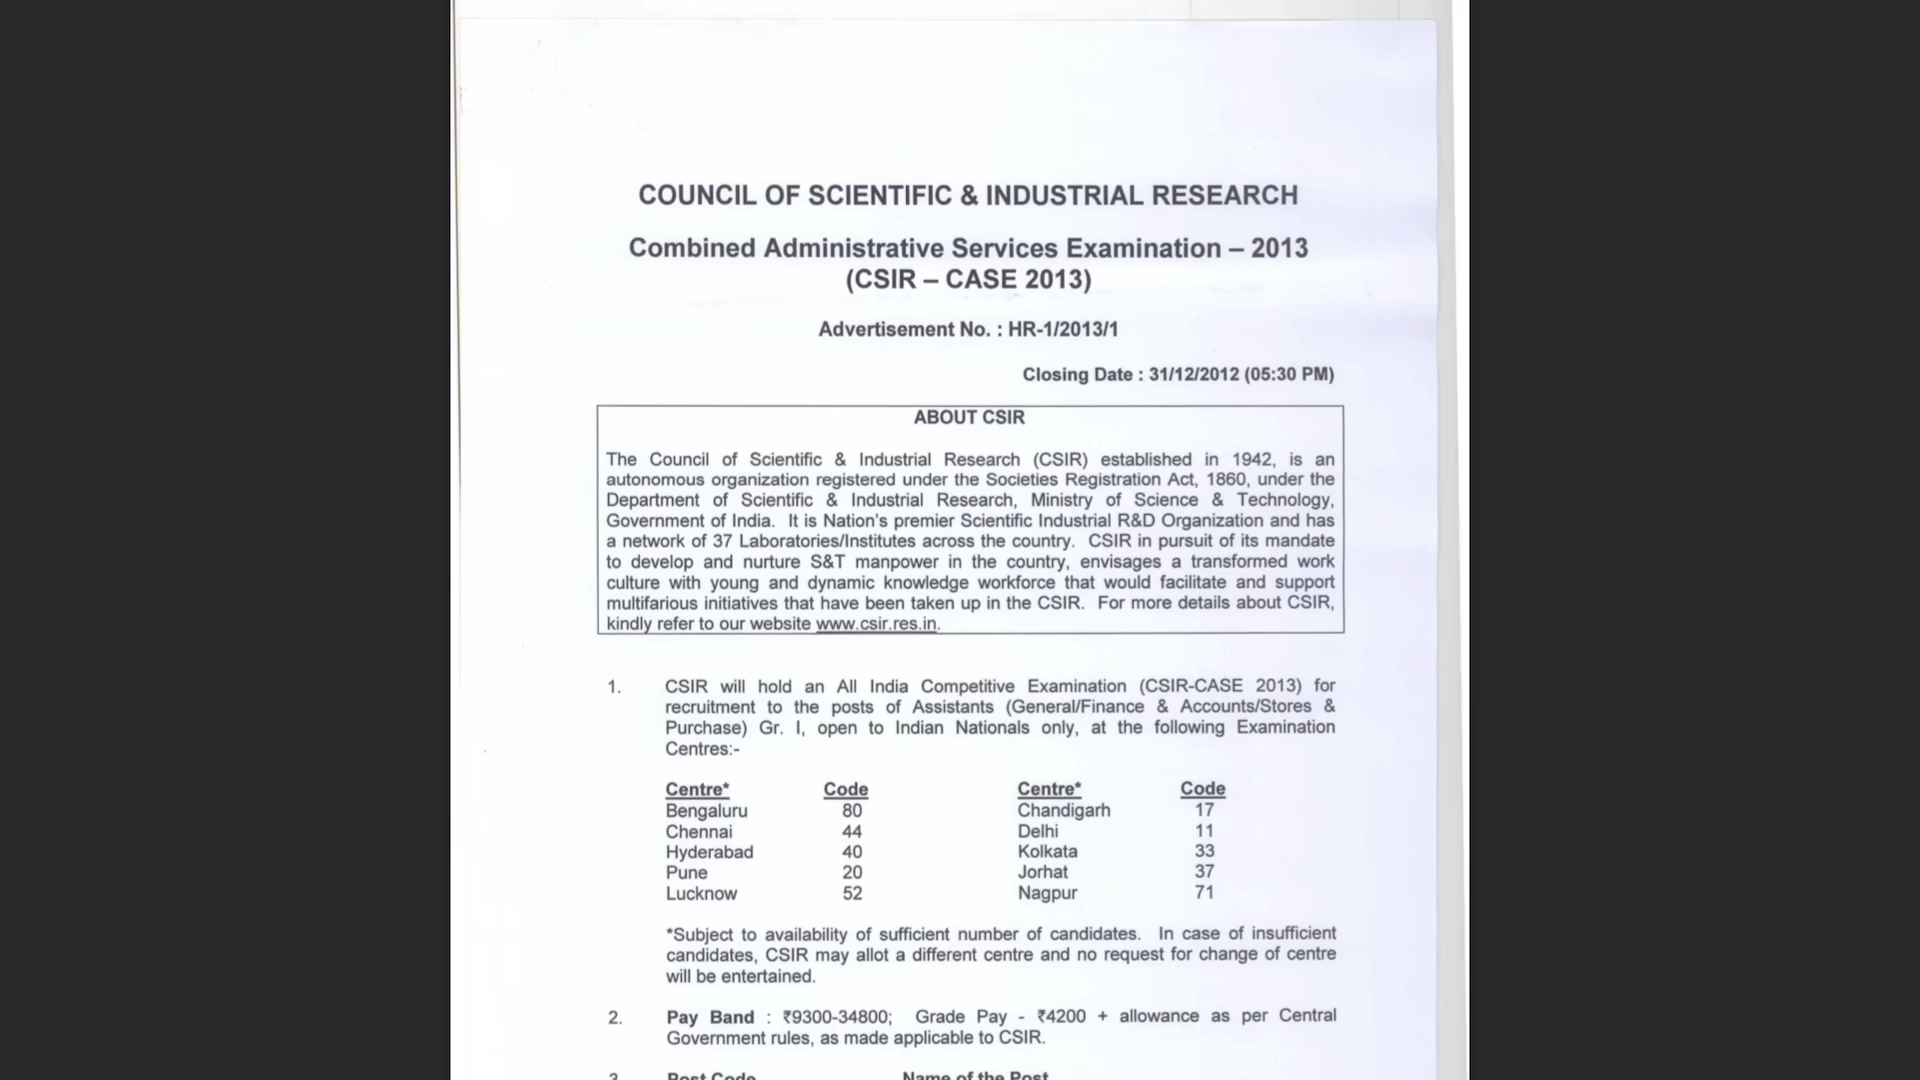 COUNCIL OF SCIENTIFIC & INDUSTRIAL RESEARCH
Combined Administrative Services Examination – 2013
(CSIR – CASE 2013)
Advertisement No. : HR-1/2013/1
Closing Date : 31/12/2012 (05:30 PM)
ABOUT CSIR
The Council of Scientific & Industrial Research (CSIR) established in 1942, is an
autonomous organization registered under the Societies Registration Act, 1860, under the
Department of Scientific & Industrial Research, Ministry of Science & Technology,
Government of India. It is Nation's premier Scientific Industrial R&D Organization and has
a network of 37 Laboratories/Institutes across the country. CSIR in pursuit of its mandate
to develop and nurture S&T manpower in the country, envisages a transformed work
culture with young and dynamic knowledge workforce that would facilitate and support
multifarious initiatives that have been taken up in the CSIR. For more details about CSIR,
kindly refer to our website www.csir.res.in.
1. CSIR will hold an All India Competitive Examination (CSIR-CASE 2013) for
recruitment to the posts of Assistants (General/Finance & Accounts/Stores &
Purchase) Gr. I, open to Indian Nationals only, at the following Examination
Centres:-
Centre* Code Centre* Code
Bengaluru 80 Chandigarh 17
Chennai 44 Delhi 11
Hyderabad 40 Kolkata 33
Pune 20 Jorhat 37
Lucknow 52 Nagpur 71
*Subject to availability of sufficient number of candidates. In case of insufficient
candidates, CSIR may allot a different centre and no request for change of centre
will be entertained.
2. Pay Band : ₹9300-34800; Grade Pay - ₹4200 + allowance as per Central
Government rules, as made applicable to CSIR.
3. Post Code Name of the Post